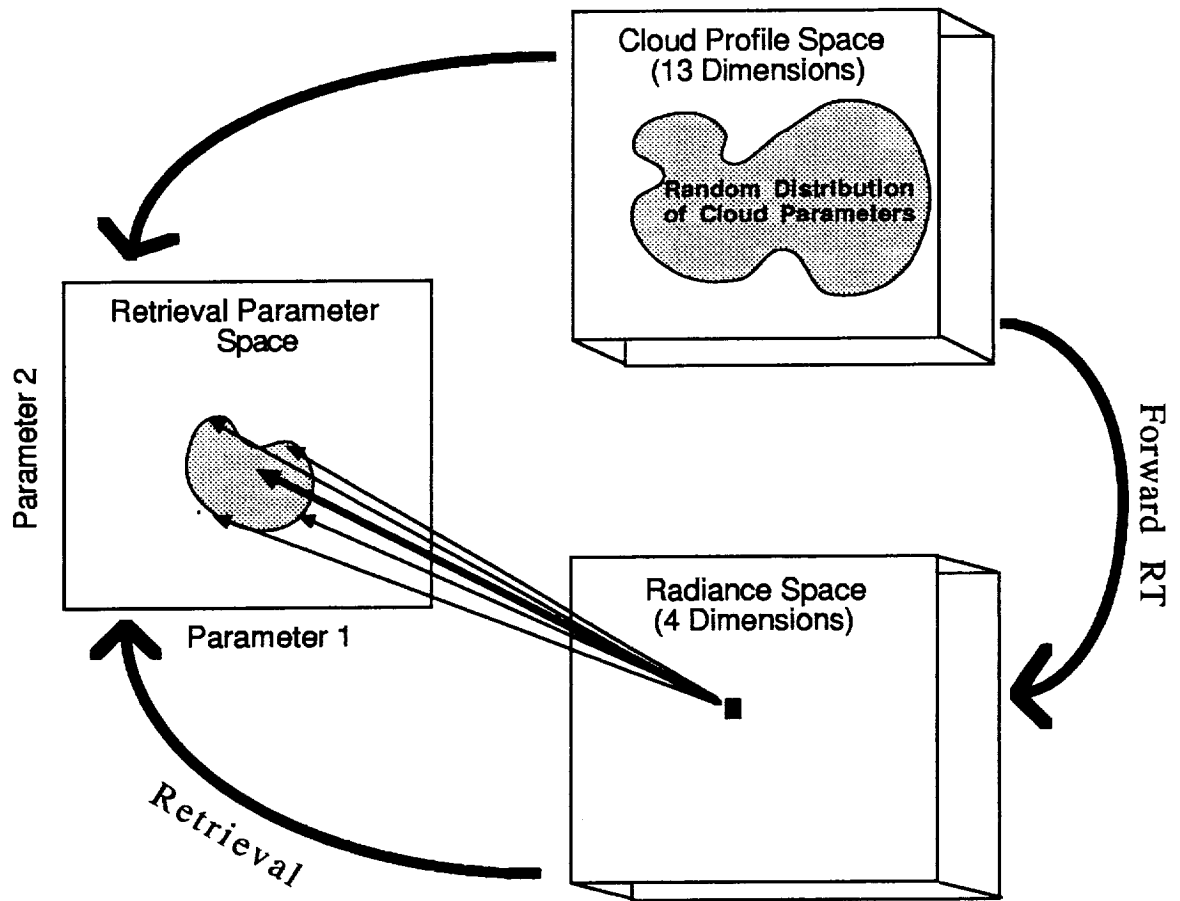 Cloud Profile Space
(13 Dimensions)
Random Distribution
of Cloud Parameters
Retrieval Parameter
Space
Parameter 2
Parameter 1
Forward RT
Radiance Space
(4 Dimensions)
Retrieval